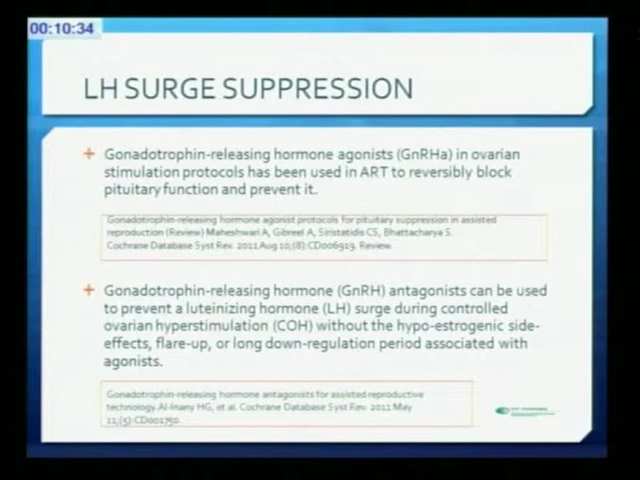 00:10:34
LH SURGE SUPPRESSION
+ Gonadotrophin-releasing hormone agonists (GnRHa) in ovarian
stimulation protocols has been used in ART to reversibly block
pituitary function and prevent it.
Gonadotrophin-releasing hormone agonist protocols for pituitary suppression in assisted
reproduction (Review) Maheshwari A, Gibreel A, Siristatidis CS, Bhattacharya S.
Cochrane Database Syst Rev. 2011 Aug 10;(8):CD006919. Review.
+ Gonadotrophin-releasing hormone (GnRH) antagonists can be used
to prevent a luteinizing hormone (LH) surge during controlled
ovarian hyperstimulation (COH) without the hypo-estrogenic side-
effects, flare-up, or long down-regulation period associated with
agonists.
Gonadotrophin-releasing hormone antagonists for assisted reproductive
technology. Al-Inany HG, et al. Cochrane Database Syst Rev. 2011 May
11;(5):CD001750.